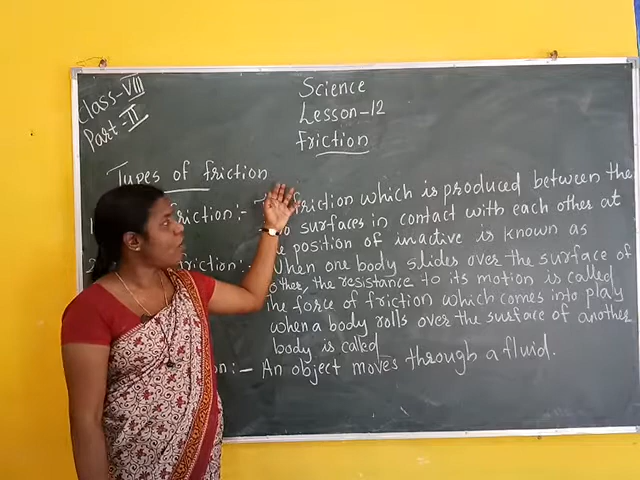 Class-VIII
Part-II
Science
Lesson-12
Friction
Types of friction
friction:- friction which is produced between the
surfaces in contact with each other at
position of inactive is known as
friction:- When one body slides over the surface of
other, the resistance to its motion is called
the force of friction which comes into play
when a body rolls over the surface of another
body is called
:- An object moves through a fluid.